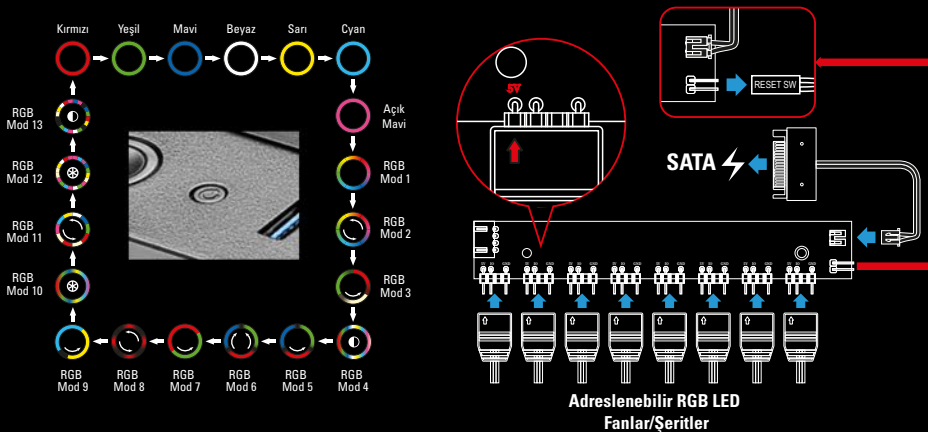 Kırmızı
Yeşil
Mavi
Beyaz
Sarı
Cyan
Açık
Mavi
RGB
Mod 1
RGB
Mod 2
RGB
Mod 3
RGB
Mod 4
RGB
Mod 5
RGB
Mod 6
RGB
Mod 7
RGB
Mod 8
RGB
Mod 9
RGB
Mod 10
RGB
Mod 11
RGB
Mod 12
RGB
Mod 13
5V
RESET SW
SATA
Adreslenebilir RGB LED
Fanlar/Şeritler